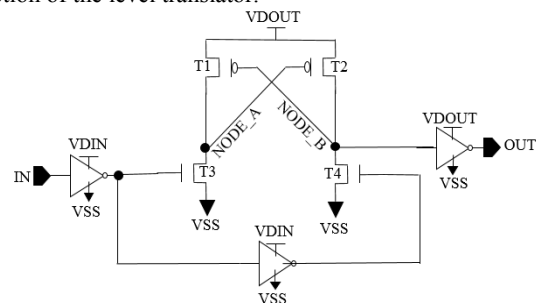 tion of the level translator.
VDOUT
T1
T2
NODE_A
NODE_B
VDOUT
VDIN
IN
T3
T4
OUT
VSS
VSS
VSS
VSS
VDIN
VSS